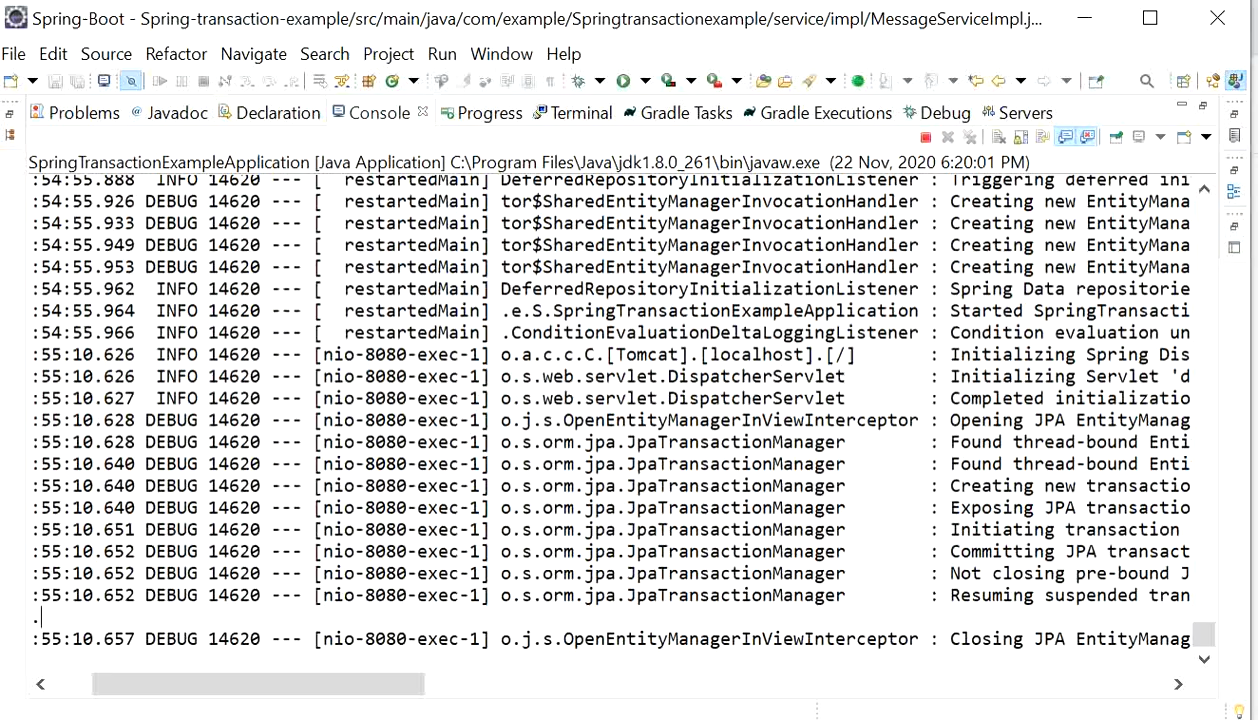 Spring-Boot - Spring-transaction-example/src/main/java/com/example/Springtransactionexample/service/impl/MessageServiceImpl.j...
File Edit Source Refactor Navigate Search Project Run Window Help
Problems @ Javadoc Declaration Console Progress Terminal Gradle Tasks Gradle Executions Debug Servers
SpringTransactionExampleApplication [Java Application] C:\Program Files\Java\jdk1.8.0_261\bin\javaw.exe (22 Nov, 2020 6:20:01 PM)
:54:55.888 INFO 14620 --- [ restartedMain] DeferredRepositoryInitializationListener : Triggering deferred ini
:54:55.926 DEBUG 14620 --- [ restartedMain] tor$SharedEntityManagerInvocationHandler : Creating new EntityMana
:54:55.933 DEBUG 14620 --- [ restartedMain] tor$SharedEntityManagerInvocationHandler : Creating new EntityMana
:54:55.949 DEBUG 14620 --- [ restartedMain] tor$SharedEntityManagerInvocationHandler : Creating new EntityMana
:54:55.953 DEBUG 14620 --- [ restartedMain] tor$SharedEntityManagerInvocationHandler : Creating new EntityMana
:54:55.962 INFO 14620 --- [ restartedMain] DeferredRepositoryInitializationListener : Spring Data repositorie
:54:55.964 INFO 14620 --- [ restartedMain] .e.S.SpringTransactionExampleApplication : Started SpringTransacti
:54:55.966 INFO 14620 --- [ restartedMain] .ConditionEvaluationDeltaLoggingListener : Condition evaluation un
:55:10.626 INFO 14620 --- [nio-8080-exec-1] o.a.c.c.C.[Tomcat].[localhost].[/] : Initializing Spring Dis
:55:10.626 INFO 14620 --- [nio-8080-exec-1] o.s.web.servlet.DispatcherServlet : Initializing Servlet 'd
:55:10.627 INFO 14620 --- [nio-8080-exec-1] o.s.web.servlet.DispatcherServlet : Completed initializatio
:55:10.628 DEBUG 14620 --- [nio-8080-exec-1] o.j.s.OpenEntityManagerInViewInterceptor : Opening JPA EntityManag
:55:10.628 DEBUG 14620 --- [nio-8080-exec-1] o.s.orm.jpa.JpaTransactionManager : Found thread-bound Enti
:55:10.640 DEBUG 14620 --- [nio-8080-exec-1] o.s.orm.jpa.JpaTransactionManager : Found thread-bound Enti
:55:10.640 DEBUG 14620 --- [nio-8080-exec-1] o.s.orm.jpa.JpaTransactionManager : Creating new transactio
:55:10.640 DEBUG 14620 --- [nio-8080-exec-1] o.s.orm.jpa.JpaTransactionManager : Exposing JPA transactio
:55:10.651 DEBUG 14620 --- [nio-8080-exec-1] o.s.orm.jpa.JpaTransactionManager : Initiating transaction
:55:10.652 DEBUG 14620 --- [nio-8080-exec-1] o.s.orm.jpa.JpaTransactionManager : Committing JPA transact
:55:10.652 DEBUG 14620 --- [nio-8080-exec-1] o.s.orm.jpa.JpaTransactionManager : Not closing pre-bound J
:55:10.652 DEBUG 14620 --- [nio-8080-exec-1] o.s.orm.jpa.JpaTransactionManager : Resuming suspended tran
.
:55:10.657 DEBUG 14620 --- [nio-8080-exec-1] o.j.s.OpenEntityManagerInViewInterceptor : Closing JPA EntityManag